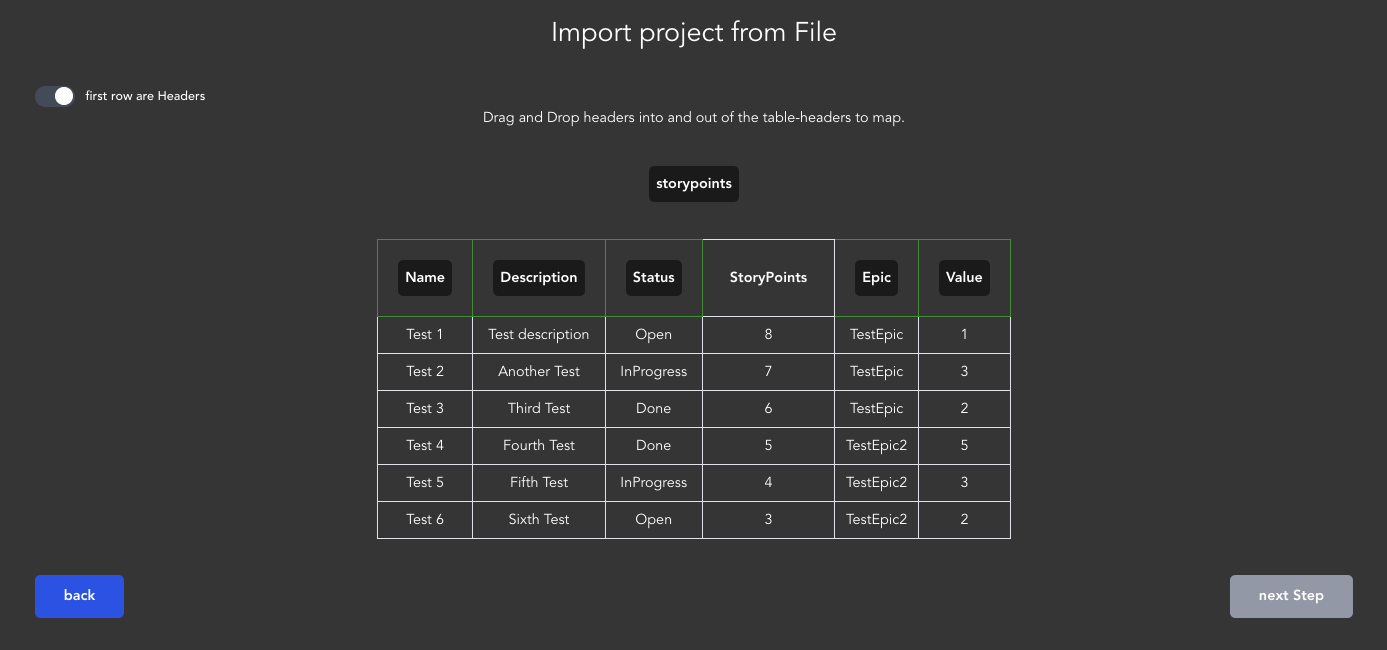 Import project from File
first row are Headers
Drag and Drop headers into and out of the table-headers to map.
storypoints
Name Description Status StoryPoints Epic Value
Test 1 Test description Open 8 TestEpic 1
Test 2 Another Test InProgress 7 TestEpic 3
Test 3 Third Test Done 6 TestEpic 2
Test 4 Fourth Test Done 5 TestEpic2 5
Test 5 Fifth Test InProgress 4 TestEpic2 3
Test 6 Sixth Test Open 3 TestEpic2 2
back next Step